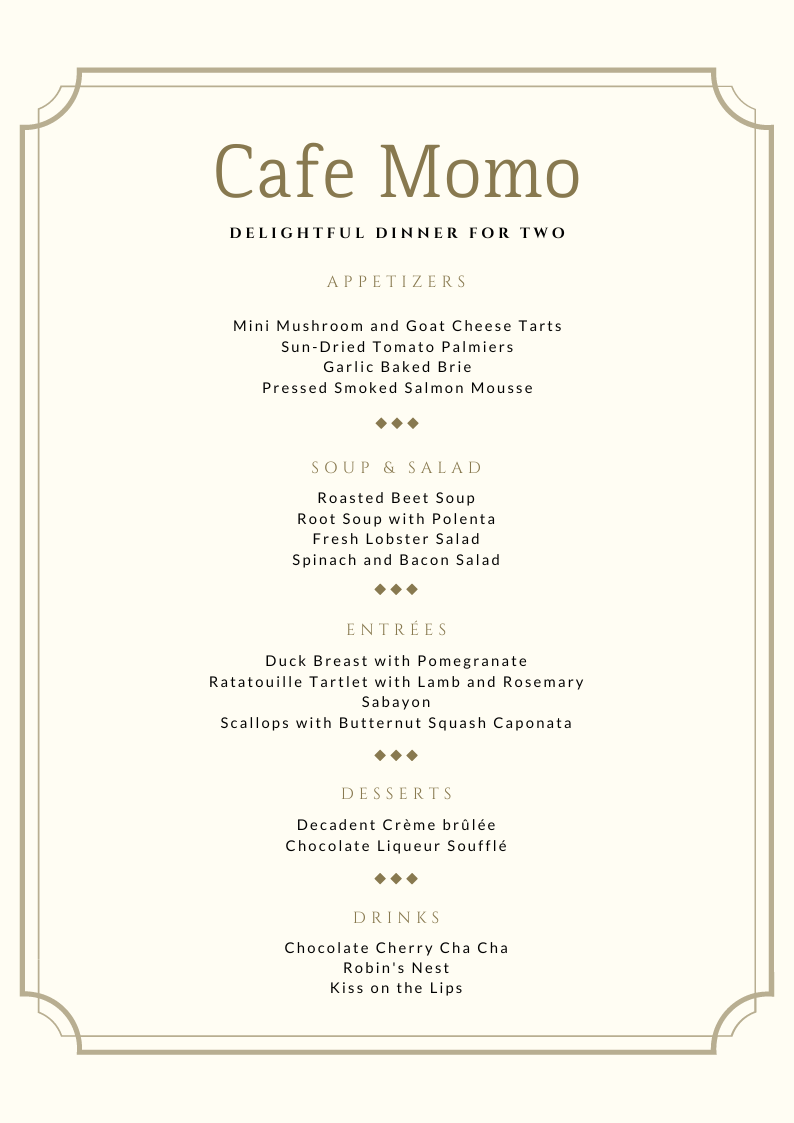 Cafe Momo
DELIGHTFUL DINNER FOR TWO
APPETIZERS
Mini Mushroom and Goat Cheese Tarts
Sun-Dried Tomato Palmiers
Garlic Baked Brie
Pressed Smoked Salmon Mousse
SOUP & SALAD
Roasted Beet Soup
Root Soup with Polenta
Fresh Lobster Salad
Spinach and Bacon Salad
ENTRÉES
Duck Breast with Pomegranate
Ratatouille Tartlet with Lamb and Rosemary
Sabayon
Scallops with Butternut Squash Caponata
DESSERTS
Decadent Crème brûlée
Chocolate Liqueur Soufflé
DRINKS
Chocolate Cherry Cha Cha
Robin's Nest
Kiss on the Lips